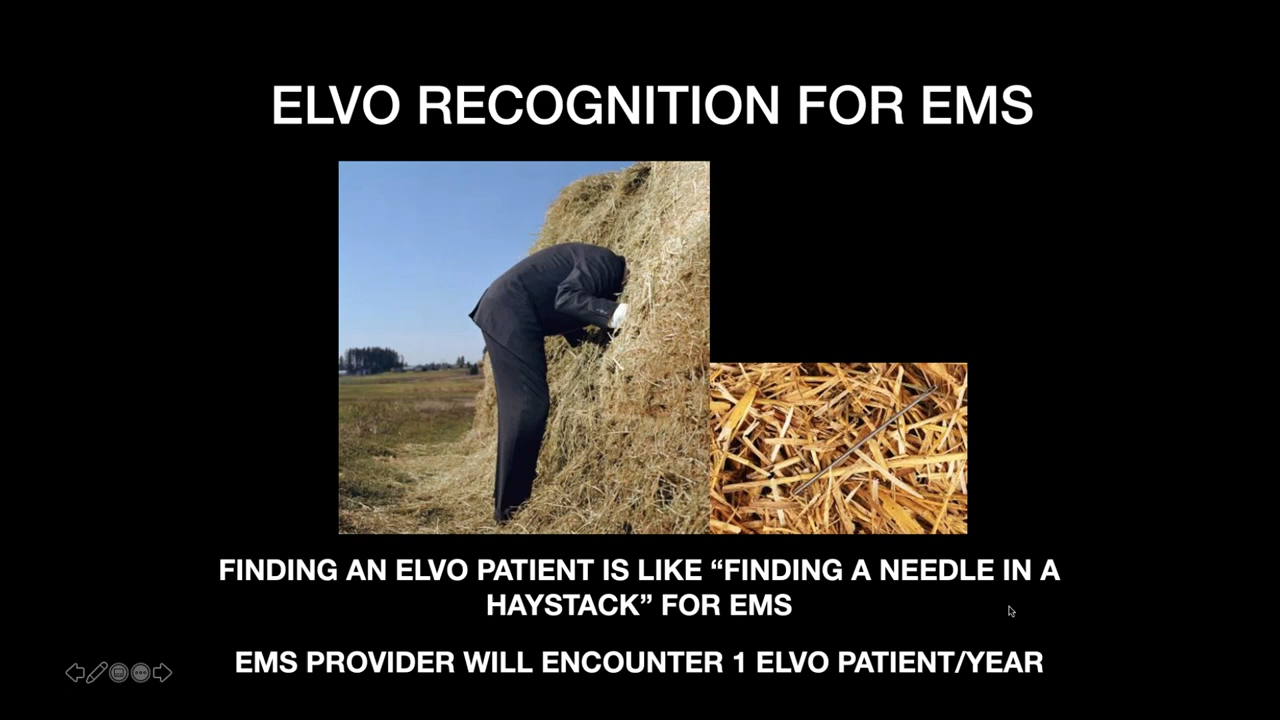 ELVO RECOGNITION FOR EMS
FINDING AN ELVO PATIENT IS LIKE “FINDING A NEEDLE IN A
HAYSTACK” FOR EMS
EMS PROVIDER WILL ENCOUNTER 1 ELVO PATIENT/YEAR